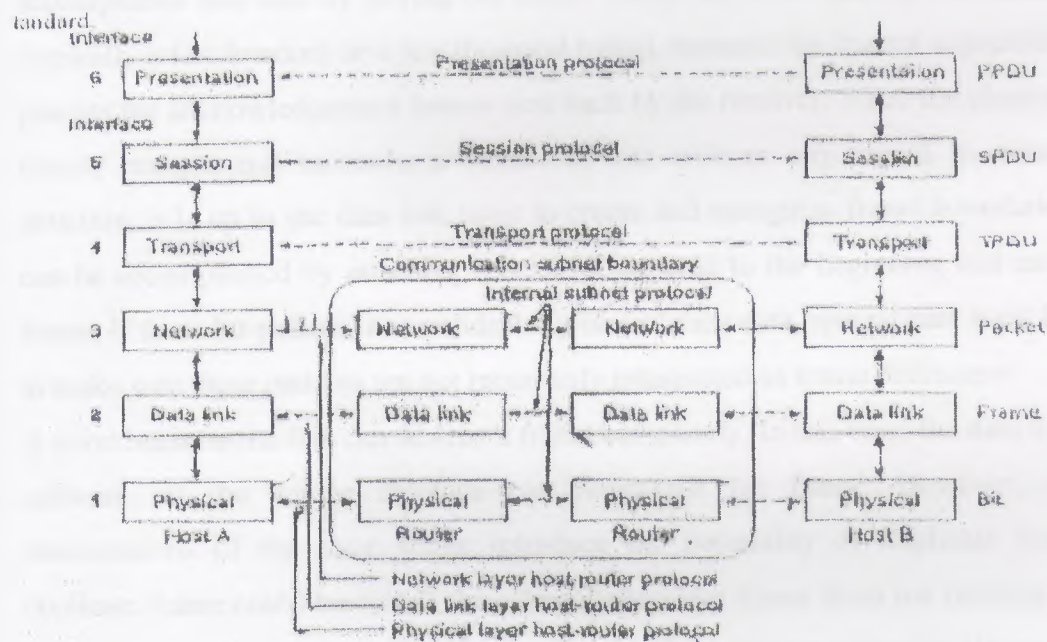 tandard.
Interface
6 Presentation Presentation protocol Presentation PPDU
Interface
5 Session Session protocol Session SPDU
4 Transport Transport protocol Transport TPDU
Communication subnet boundary
Internal subnet protocol
3 Network Network Network Network Packet
2 Data link Data link Data link Data link Frame
1 Physical Physical Physical Physical Bit
Host A Router Router Host B
Network layer host-router protocol
Data link layer host-router protocol
Physical layer host-router protocol